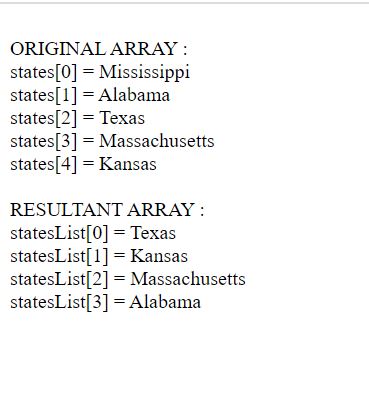 ORIGINAL ARRAY :
states[0] = Mississippi
states[1] = Alabama
states[2] = Texas
states[3] = Massachusetts
states[4] = Kansas
RESULTANT ARRAY :
statesList[0] = Texas
statesList[1] = Kansas
statesList[2] = Massachusetts
statesList[3] = Alabama